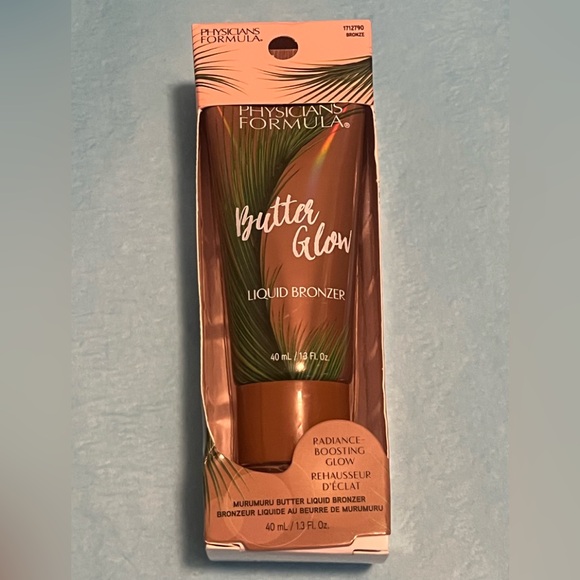 PHYSICIANS
FORMULA®
1712790
BRONZE
PHYSICIANS
FORMULA®
Butter
Glow
LIQUID BRONZER
40 mL / 1.3 Fl. Oz.
RADIANCE-
BOOSTING
GLOW
REHAUSSEUR
D'ÉCLAT
MURUMURU BUTTER LIQUID BRONZER
BRONZEUR LIQUIDE AU BEURRE DE MURUMURU
40 mL / 1.3 Fl. Oz.